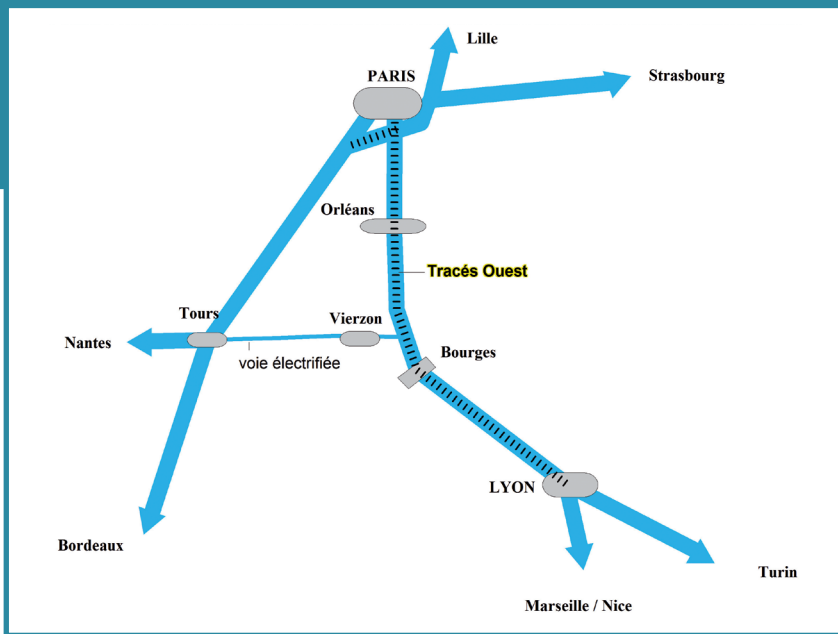 Lille
PARIS
Strasbourg
Orléans
Tracés Ouest
Tours
Vierzon
Nantes
Bourges
voie électrifiée
LYON
Bordeaux
Turin
Marseille / Nice